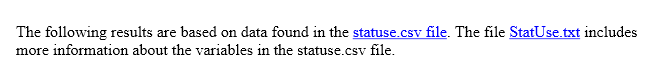 The following results are based on data found in the statuse.csv file. The file StatUse.txt includes
more information about the variables in the statuse.csv file.